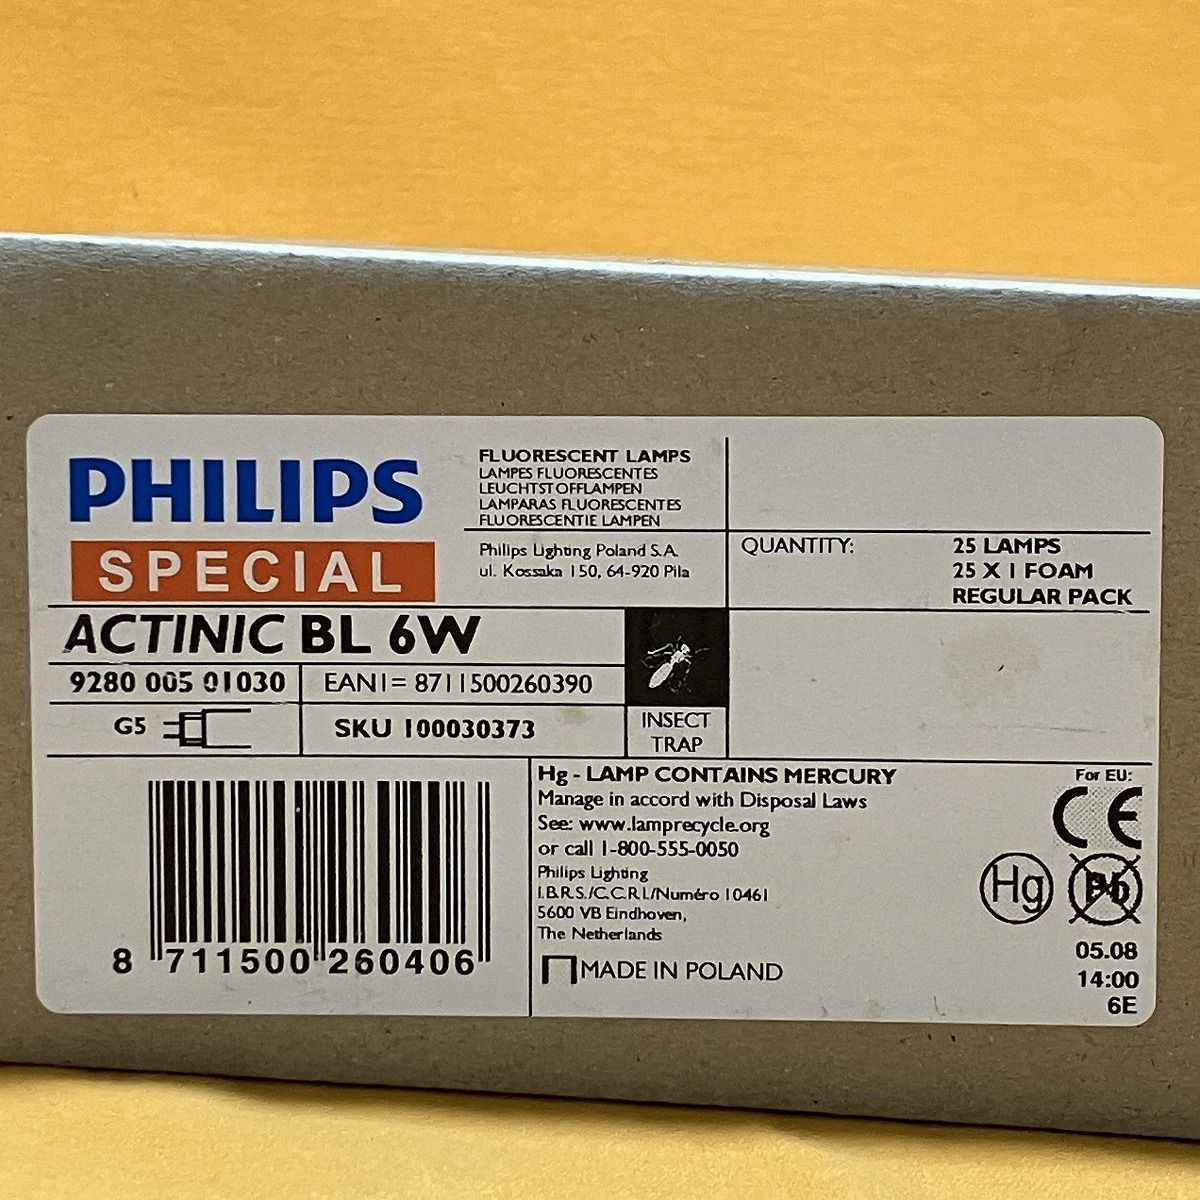 PHILIPS
SPECIAL
FLUORESCENT LAMPS
LAMPES FLUORESCENTES
LEUCHTSTOFFLAMPEN
LAMPARAS FLUORESCENTES
FLUORESCENTIE LAMPEN
Philips Lighting Poland S.A.
ul. Kossaka 150, 64-920 Pila
QUANTITY: 25 LAMPS
25 X 1 FOAM
REGULAR PACK
ACTINIC BL 6W
9280 005 01030 EAN1= 8711500260390
G5 SKU 100030373
INSECT
TRAP
8 711500 260406
Hg - LAMP CONTAINS MERCURY
Manage in accord with Disposal Laws
See: www.lamprecycle.org
or call 1-800-555-0050
Philips Lighting
I.B.R.S./C.C.R.I./Numéro 10461
5600 VB Eindhoven,
The Netherlands
MADE IN POLAND
For EU:
CE
Hg Pb
05.08
14:00
6E